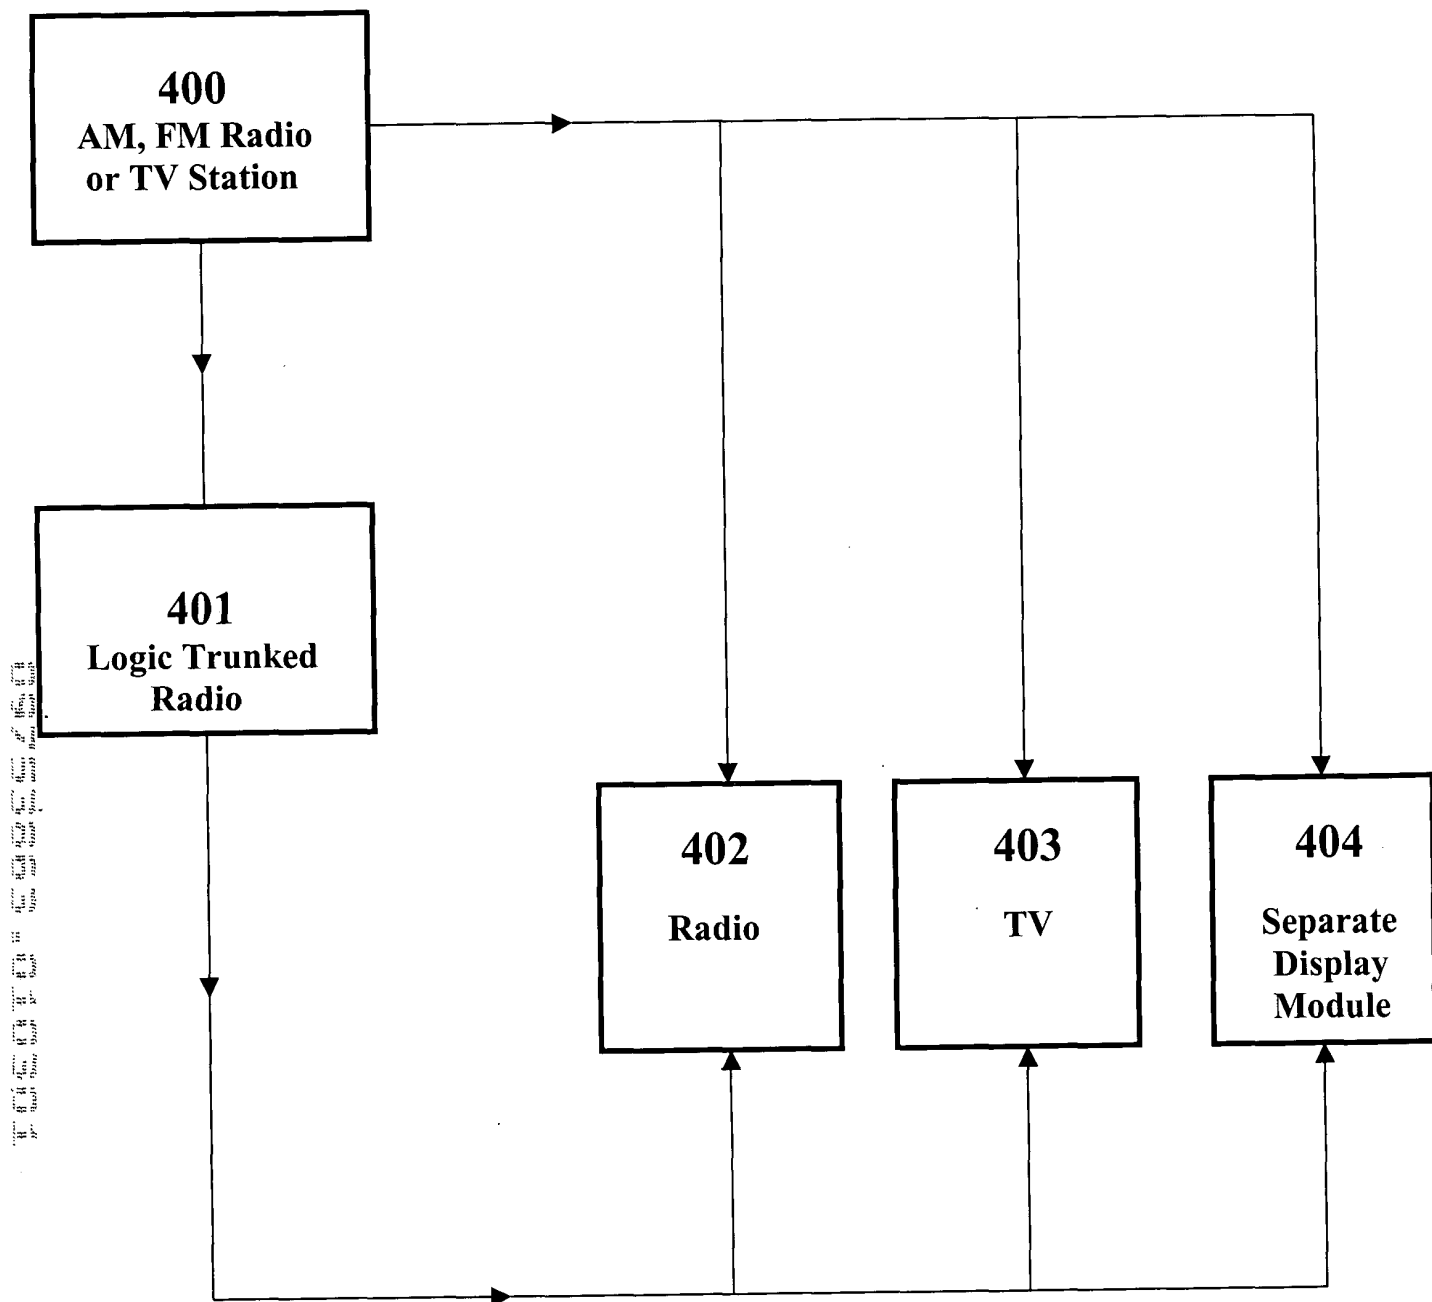 400
AM, FM Radio
or TV Station
401
Logic Trunked
Radio
402
Radio
403
TV
404
Separate
Display
Module